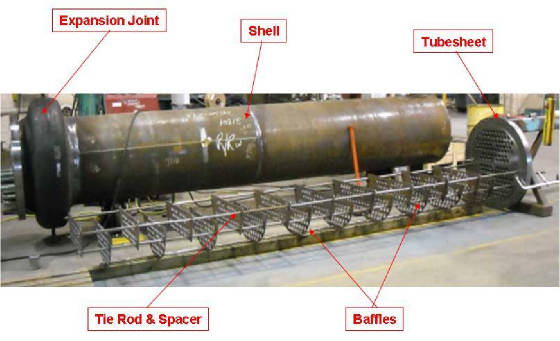 Expansion Joint
Shell
Tubesheet
Tie Rod & Spacer
Baffles